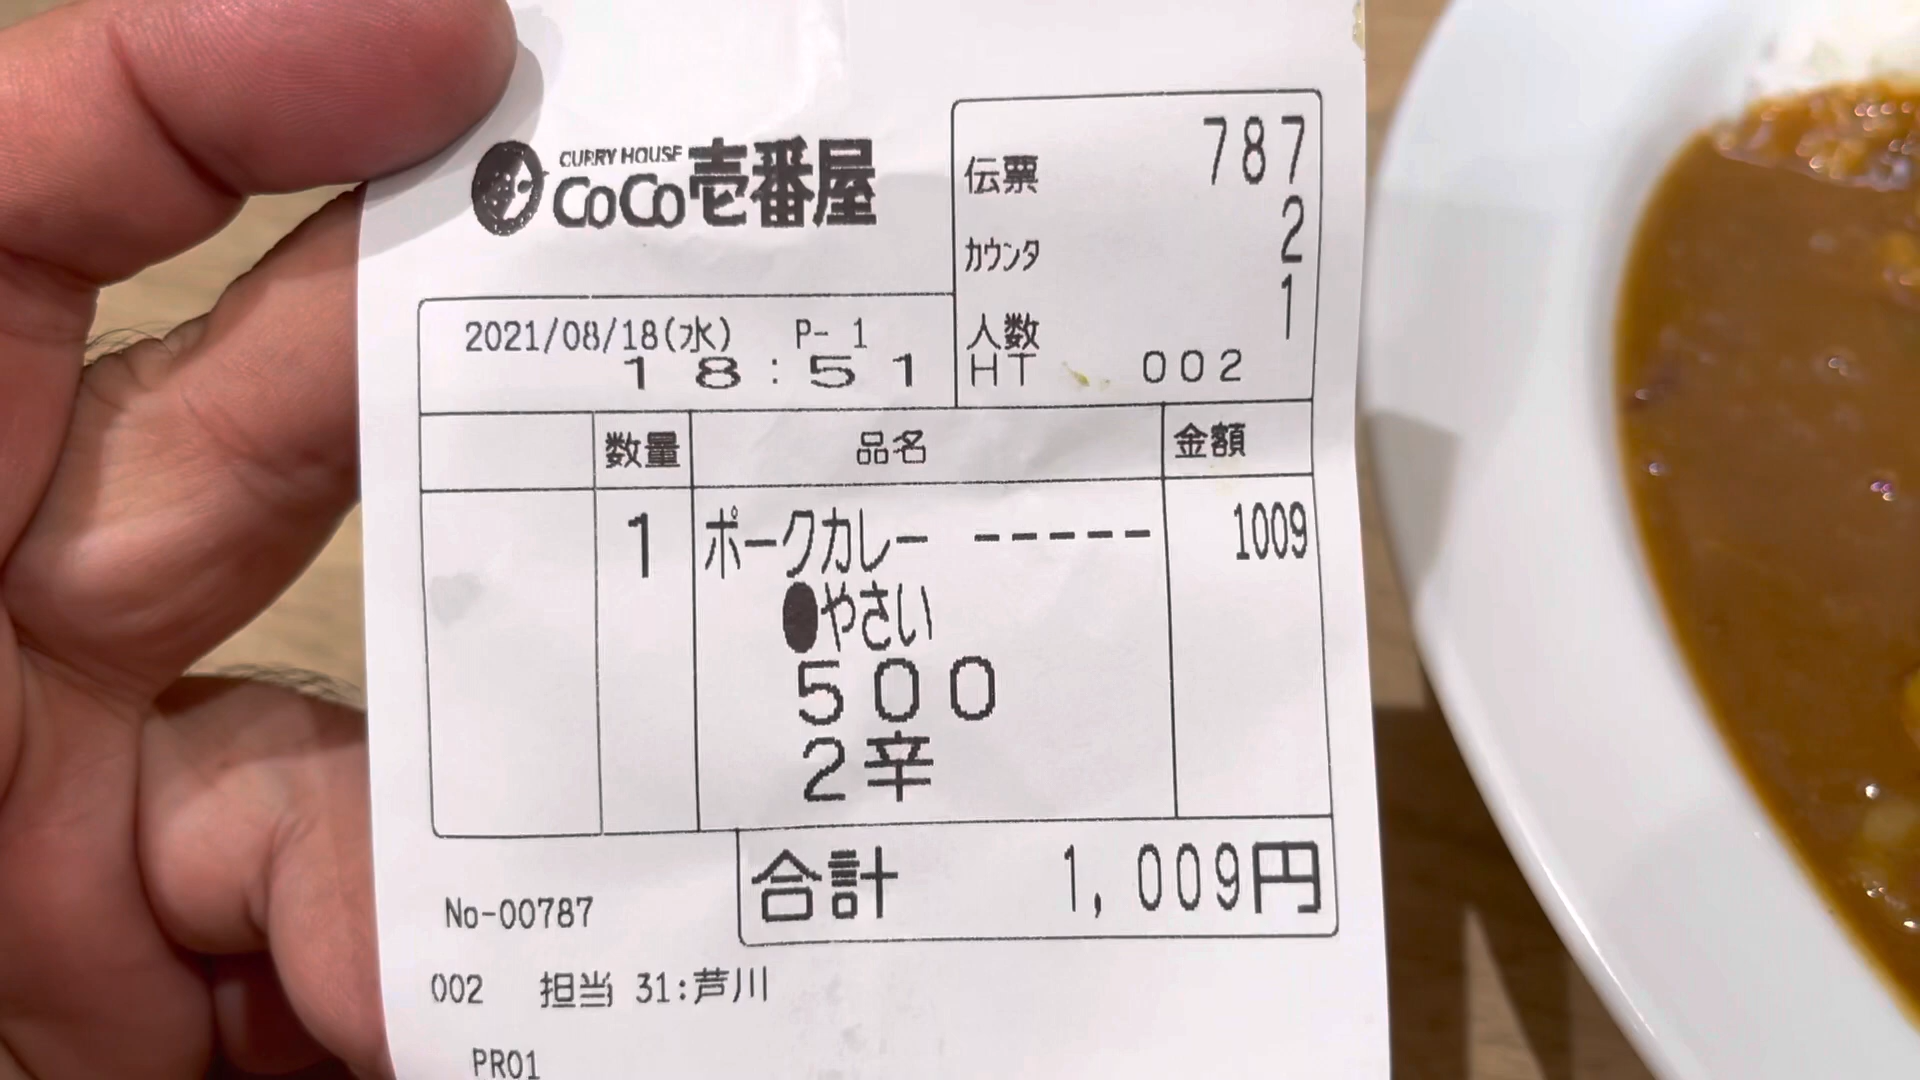 CURRY HOUSE
CoCo壱番屋
伝票 787
カウンタ 2
人数 1
HT 002
2021/08/18(水) P- 1
18:51
数量 品名 金額
1 ポークカレー ----- 1009
●やさい
500
2辛
合計 1,009円
No-00787
002 担当 31:芦川
PR01